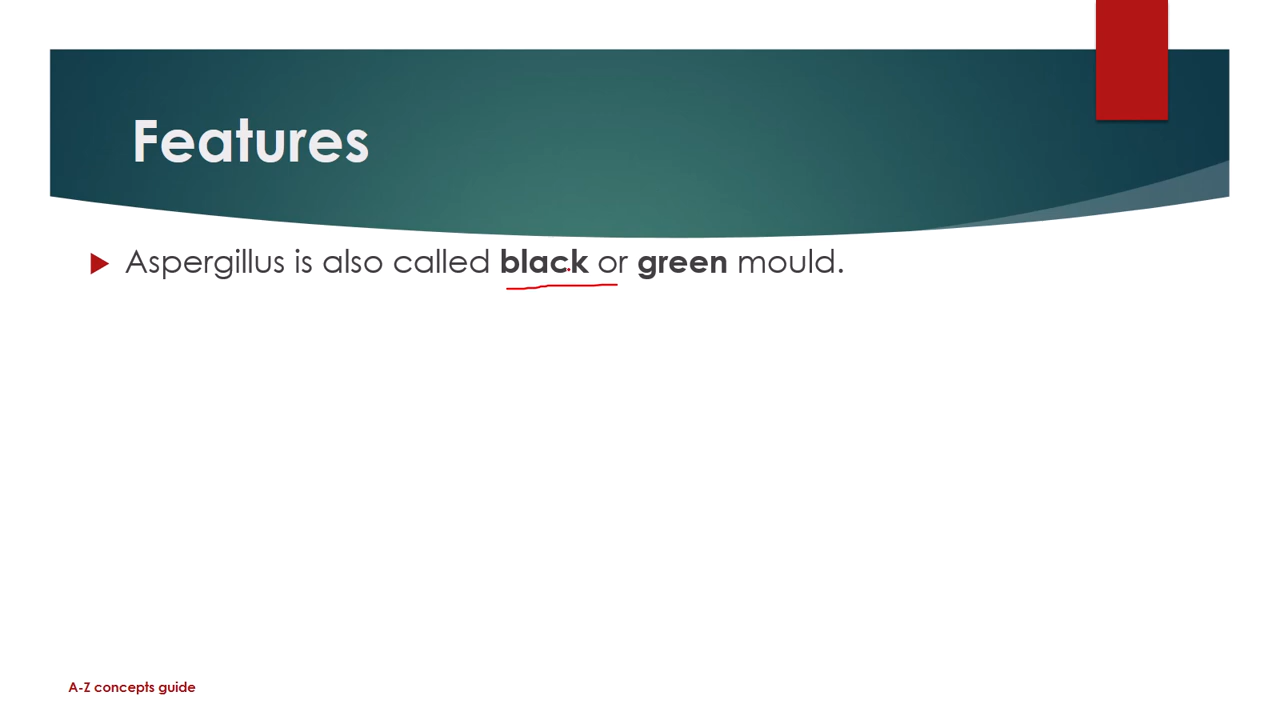 Features
Aspergillus is also called black or green mould.
A-Z concepts guide